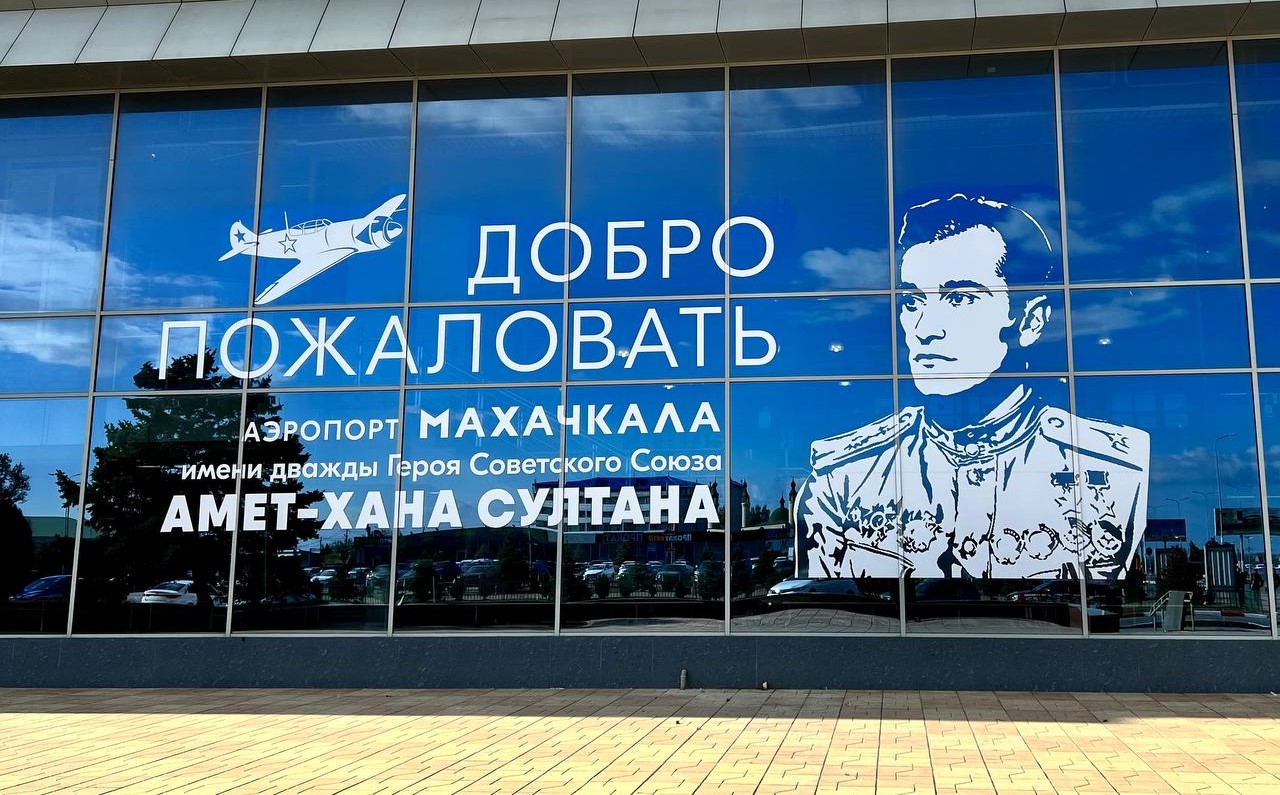 ДОБРО
ПОЖАЛОВАТЬ
АЭРОПОРТ МАХАЧКАЛА
имени дважды Героя Советского Союза
АМЕТ-ХАНА СУЛТАНА